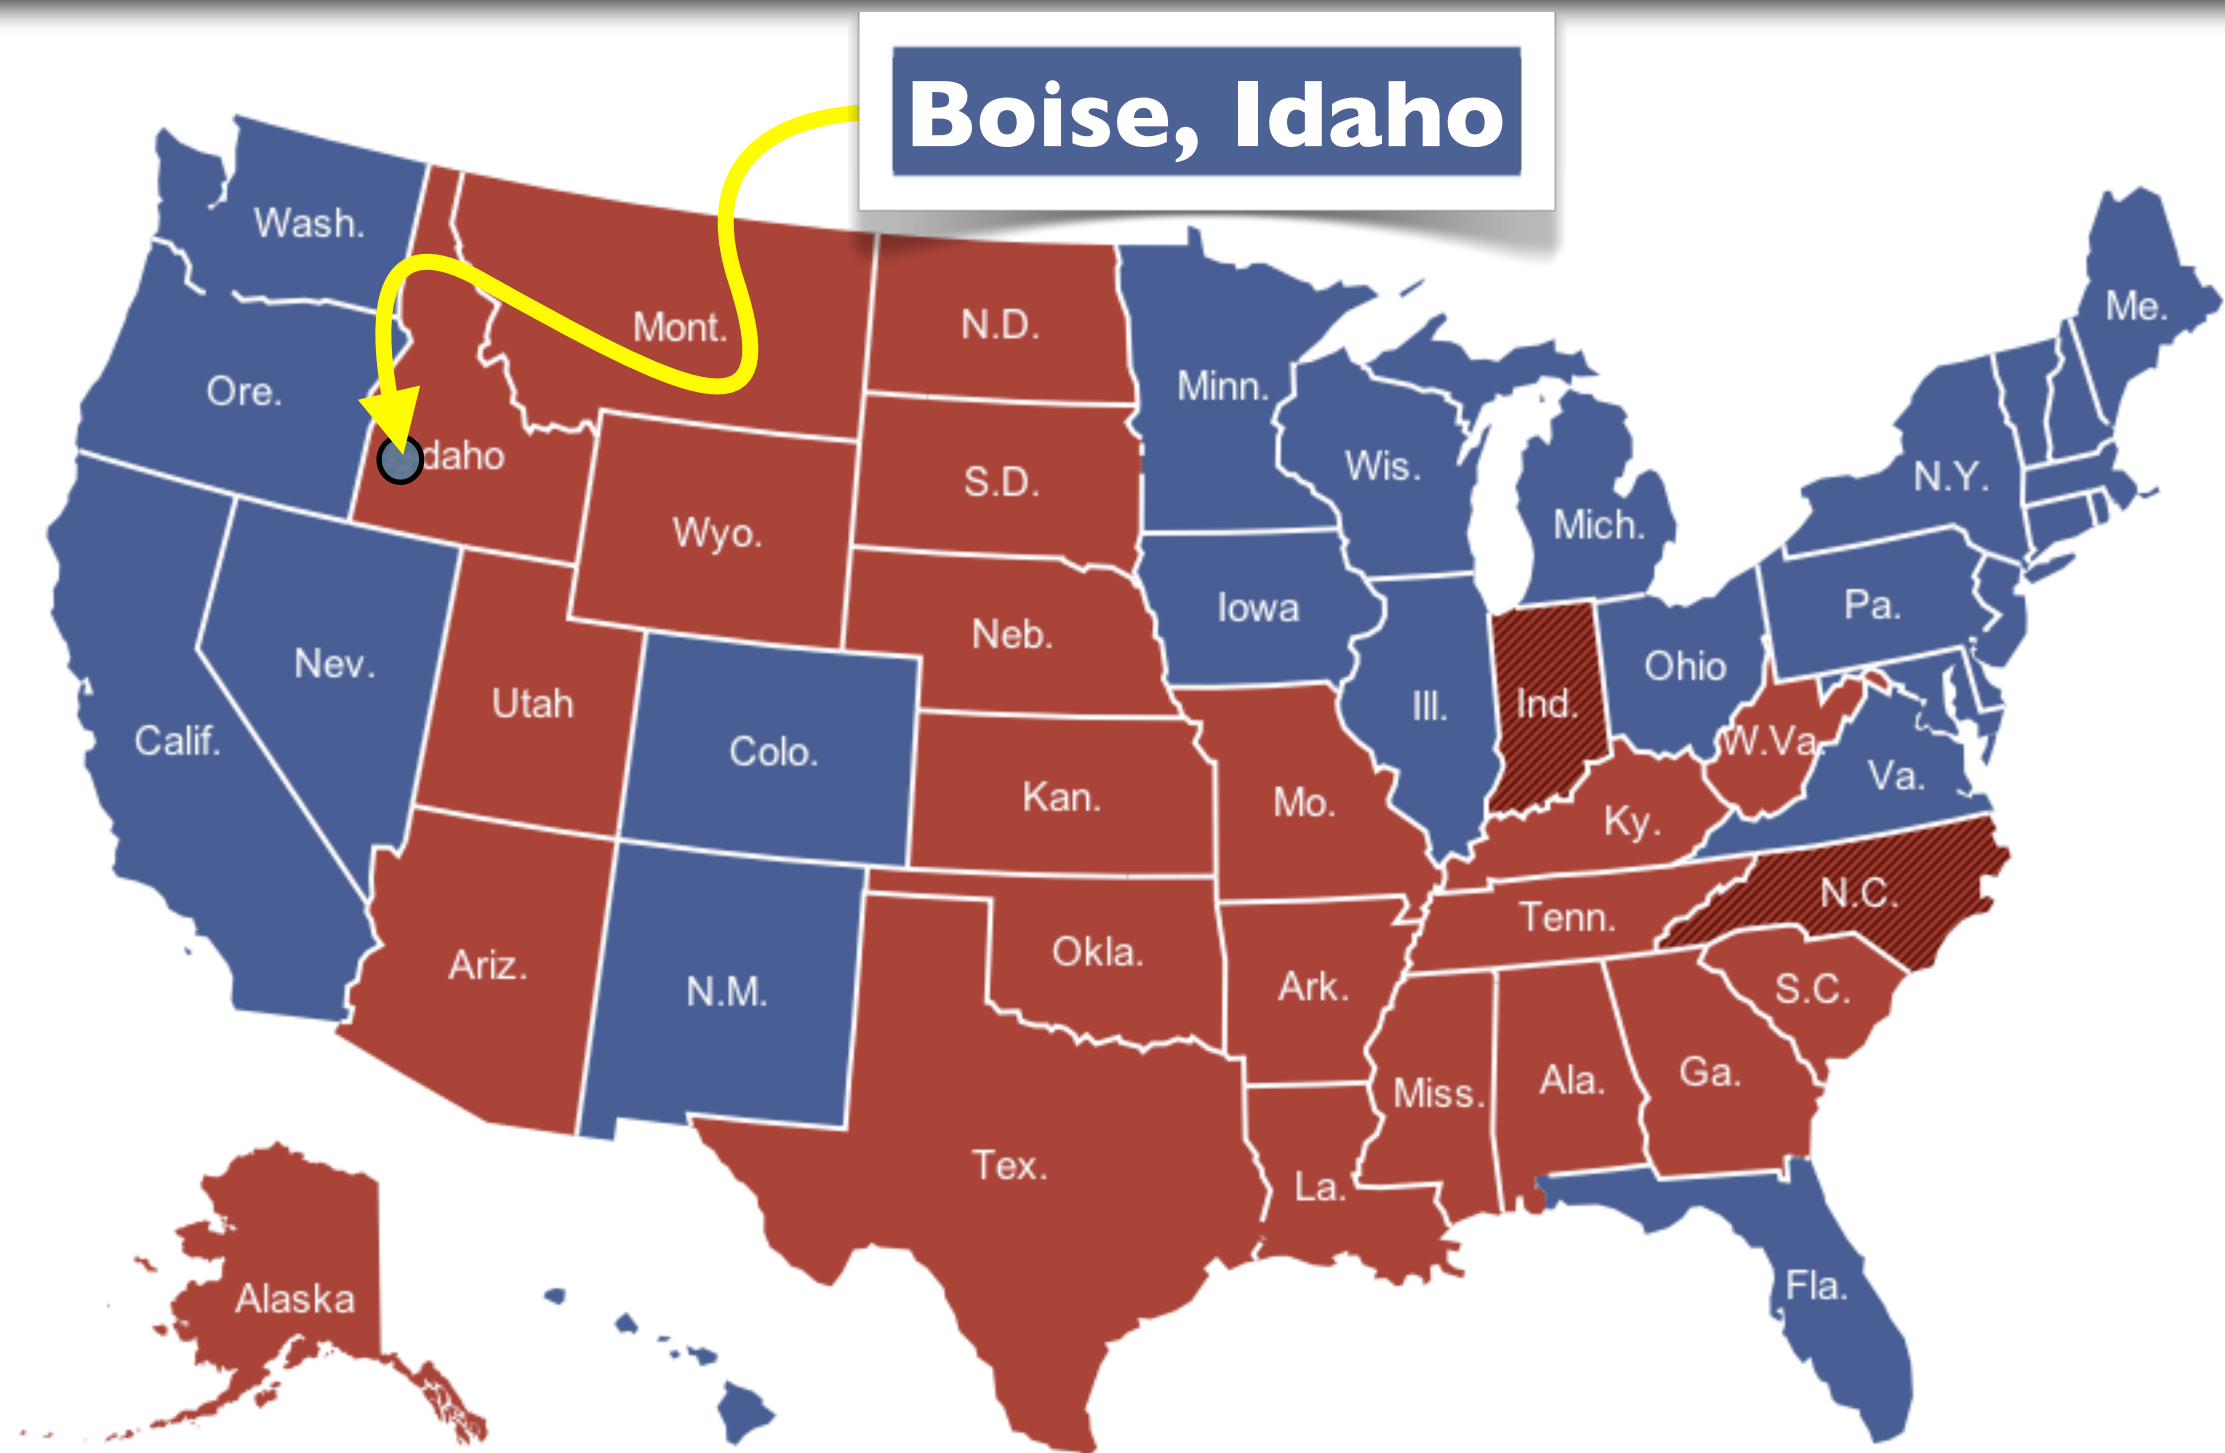 Boise, Idaho
Wash.
Mont.
N.D.
Minn.
Me.
Ore.
daho
S.D.
Wis.
Mich.
N.Y.
Wyo.
Iowa
Neb.
Pa.
Nev.
Utah
Colo.
Ill.
Ind.
Ohio
W.Va.
Va.
Calif.
Kan.
Mo.
Ky.
N.C.
Ariz.
N.M.
Okla.
Ark.
Tenn.
S.C.
Miss.
Ala.
Ga.
Tex.
La.
Alaska
Fla.